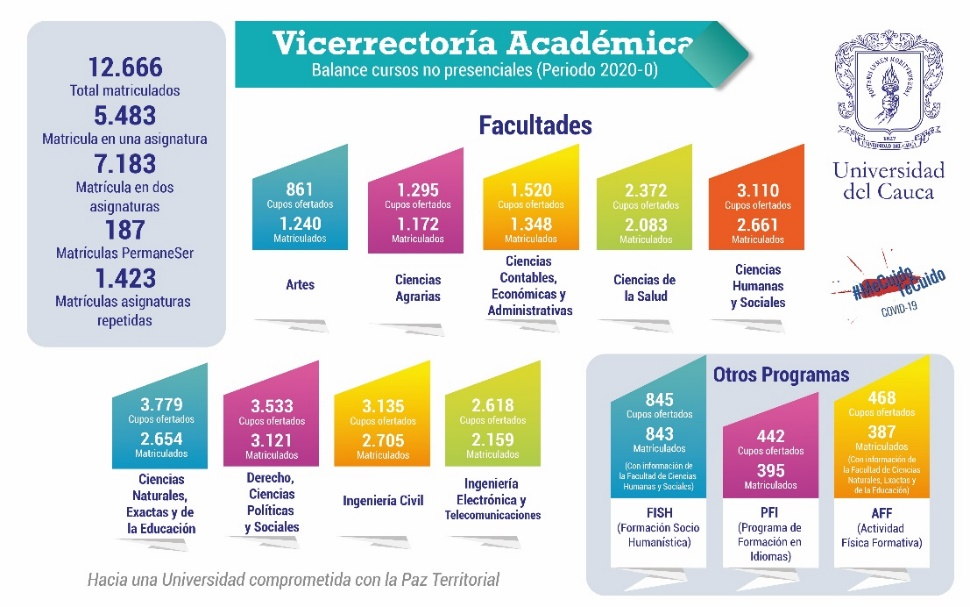 Vicerrectoría Académica
Balance cursos no presenciales (Periodo 2020-0)
12.666
Total matriculados
5.483
Matricula en una asignatura
7.183
Matrícula en dos
asignaturas
187
Matrículas PermaneSer
1.423
Matrículas asignaturas
repetidas
Universidad
del Cauca
#MeCuido
TeCuido
COVID-19
Facultades
861
Cupos ofertados
1.240
Matriculados
Artes
1.295
Cupos ofertados
1.172
Matriculados
Ciencias
Agrarias
1.520
Cupos ofertados
1.348
Matriculados
Ciencias
Contables,
Económicas y
Administrativas
2.372
Cupos ofertados
2.083
Matriculados
Ciencias de
la Salud
3.110
Cupos ofertados
2.661
Matriculados
Ciencias
Humanas
y Sociales
3.779
Cupos ofertados
2.654
Matriculados
Ciencias
Naturales,
Exactas y de
la Educación
3.533
Cupos ofertados
3.121
Matriculados
Derecho,
Ciencias
Políticas
y Sociales
3.135
Cupos ofertados
2.705
Matriculados
Ingeniería Civil
2.618
Cupos ofertados
2.159
Matriculados
Ingeniería
Electrónica y
Telecomunicaciones
Otros Programas
845
Cupos ofertados
843
Matriculados
(Con información de
la Facultad de Ciencias
Humanas y Sociales)
FISH
(Formación Socio
Humanística)
442
Cupos ofertados
395
Matriculados
PFI
(Programa de
Formación en
Idiomas)
468
Cupos ofertados
387
Matriculados
(Con información de
la Facultad de Ciencias
Naturales, Exactas y
de la Educación)
AFF
(Actividad
Física Formativa)
Hacia una Universidad comprometida con la Paz Territorial